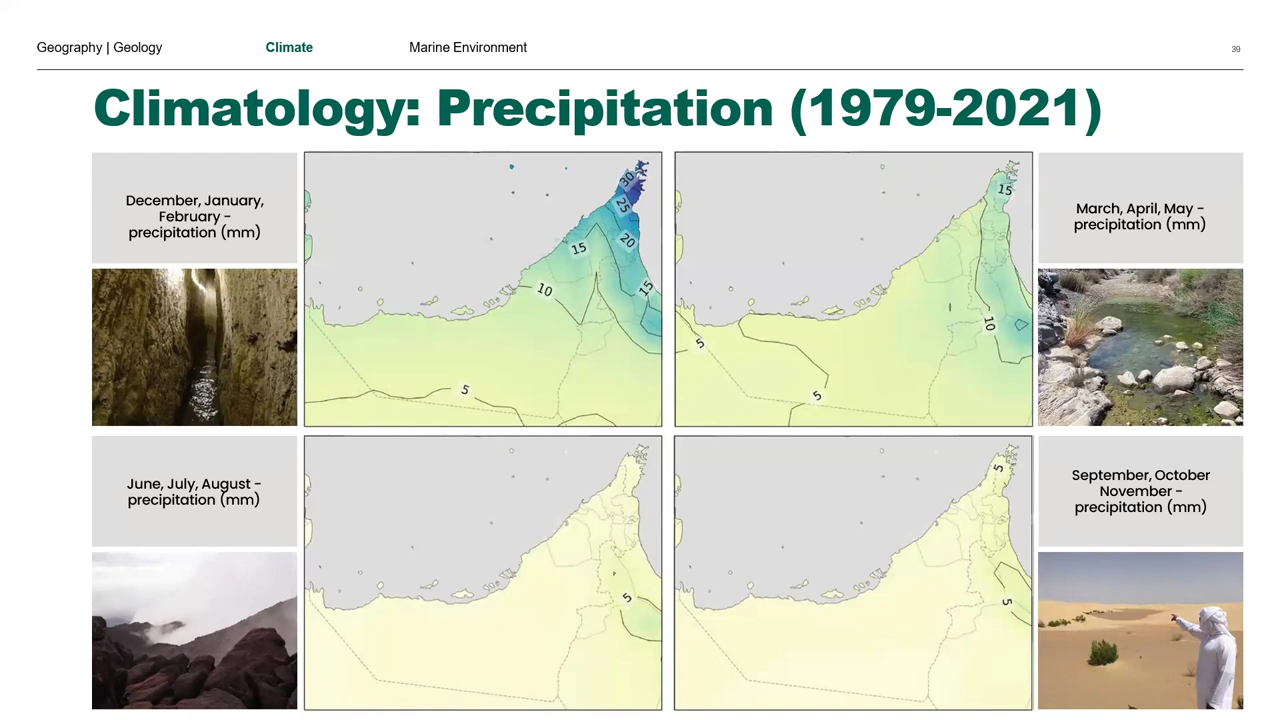 Geography | Geology
Climate
Marine Environment
39
Climatology: Precipitation (1979-2021)
December, January,
February -
precipitation (mm)
30
25
20
15
15
10
5
15
10
5
5
March, April, May -
precipitation (mm)
June, July, August -
precipitation (mm)
5
5
5
September, October
November -
precipitation (mm)